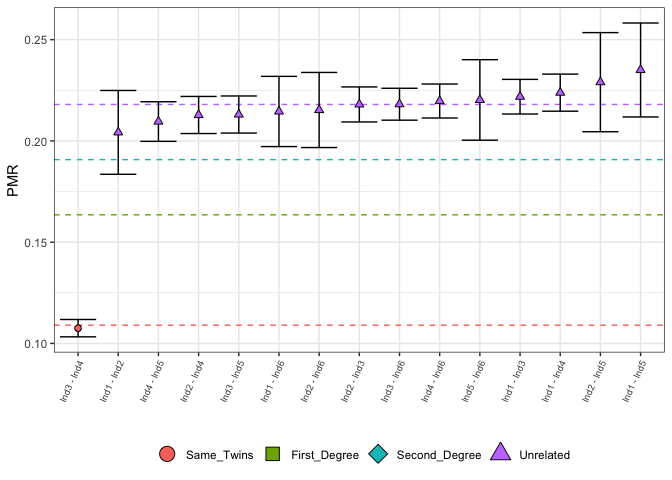 0.25
0.20
0.15
0.10
PMR
Ind3 - Ind4
Ind1 - Ind2
Ind4 - Ind5
Ind2 - Ind4
Ind3 - Ind5
Ind1 - Ind6
Ind2 - Ind6
Ind2 - Ind3
Ind3 - Ind6
Ind4 - Ind6
Ind5 - Ind6
Ind1 - Ind3
Ind1 - Ind4
Ind2 - Ind5
Ind1 - Ind5
Same_Twins First_Degree Second_Degree Unrelated